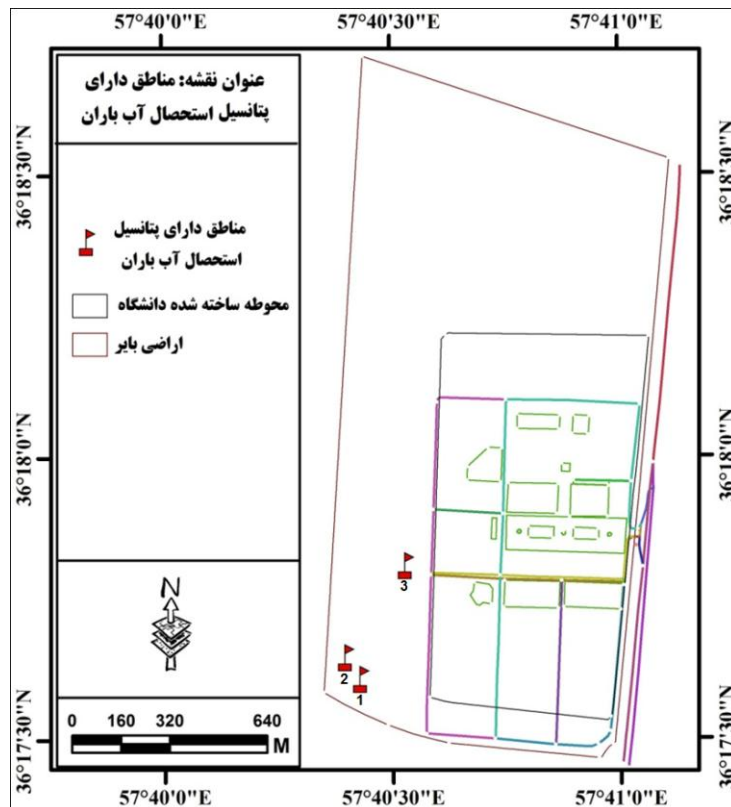 57°40'0"E 57°40'30"E 57°41'0"E
عنوان نقشه: مناطق دارای
پتانسیل استحصال آب باران
36°18'30"N
36°18'30"N
مناطق دارای پتانسیل
استحصال آب باران
محوطه ساخته شده دانشگاه
اراضی بایر
36°18'0"N
36°18'0"N
3
N
2
1
0 160 320 640
M
36°17'30"N
36°17'30"N
57°40'0"E 57°40'30"E 57°41'0"E